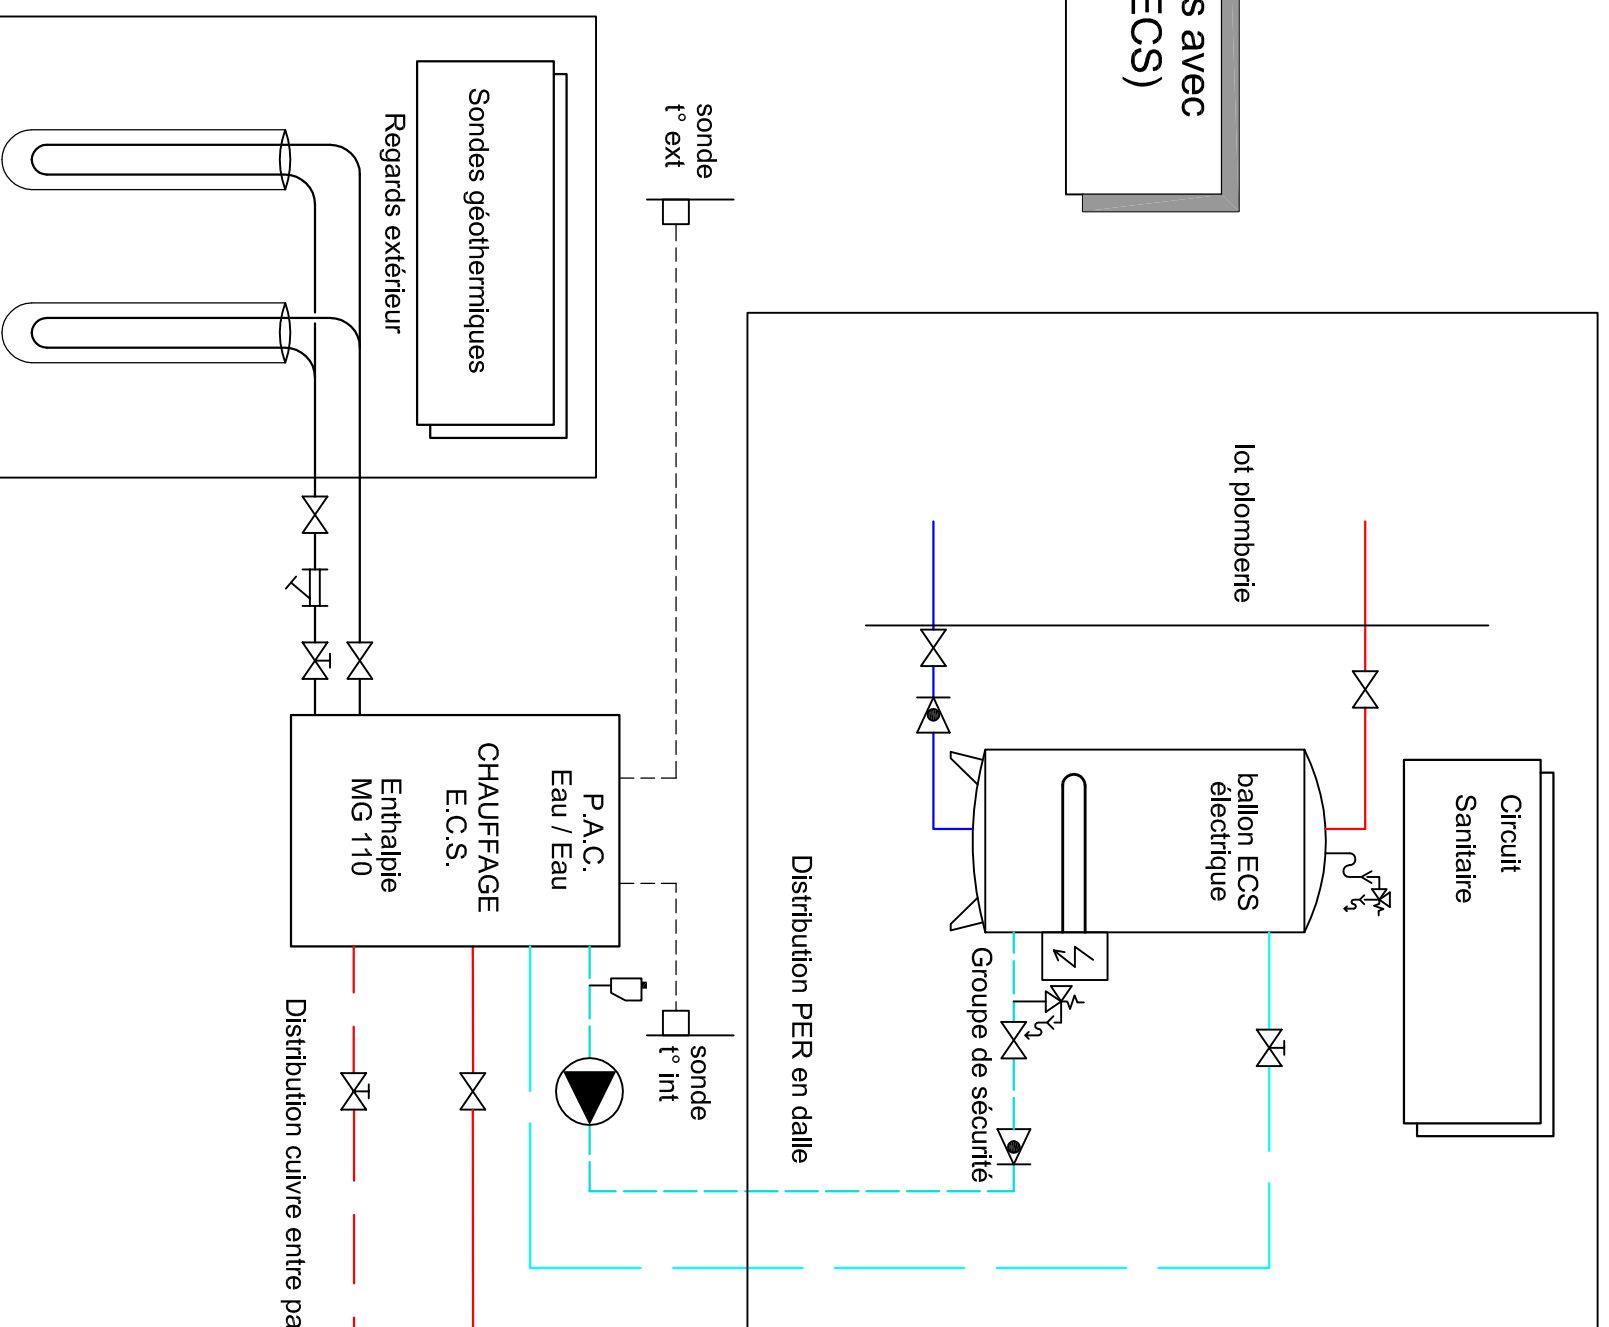 s avec
ECS)
Circuit
Sanitaire
lot plomberie
ballon ECS
électrique
Groupe de sécurité
Distribution PER en dalle
sonde
t° ext
sonde
t° int
Sondes géothermiques
Regards extérieur
P.A.C.
Eau / Eau
CHAUFFAGE
E.C.S.
Enthalpie
MG 110
Distribution cuivre entre pa